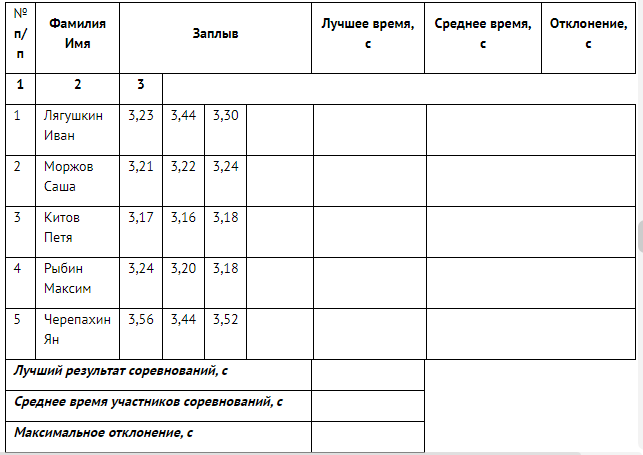 № п/п Фамилия Имя Заплыв Лучшее время, с Среднее время, с Отклонение, с
1 2 3
1 Лягушкин Иван 3,23 3,44 3,30
2 Моржов Саша 3,21 3,22 3,24
3 Китов Петя 3,17 3,16 3,18
4 Рыбин Максим 3,24 3,20 3,18
5 Черепахин Ян 3,56 3,44 3,52
Лучший результат соревнований, с
Среднее время участников соревнований, с
Максимальное отклонение, с